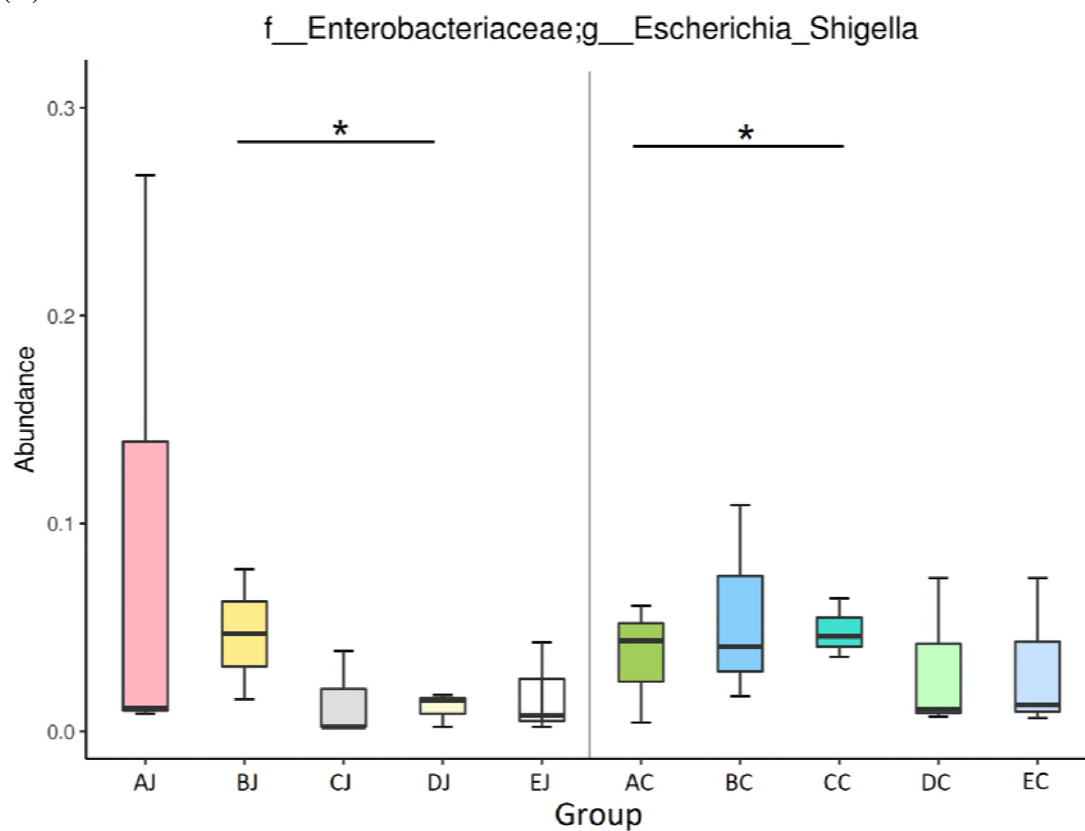 f__Enterobacteriaceae;g__Escherichia_Shigella
0.3
0.2
0.1
0.0
Abundance
*
*
AJ BJ CJ DJ EJ AC BC CC DC EC
Group